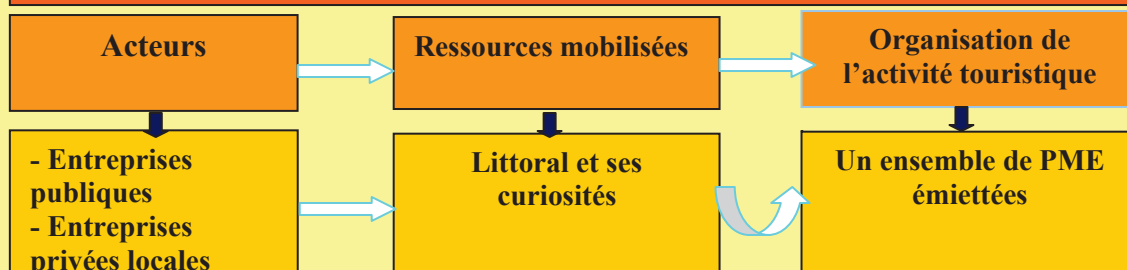 Acteurs
Ressources mobilisées
Organisation de
l’activité touristique
- Entreprises
publiques
- Entreprises
privées locales
Littoral et ses
curiosités
Un ensemble de PME
émiettées